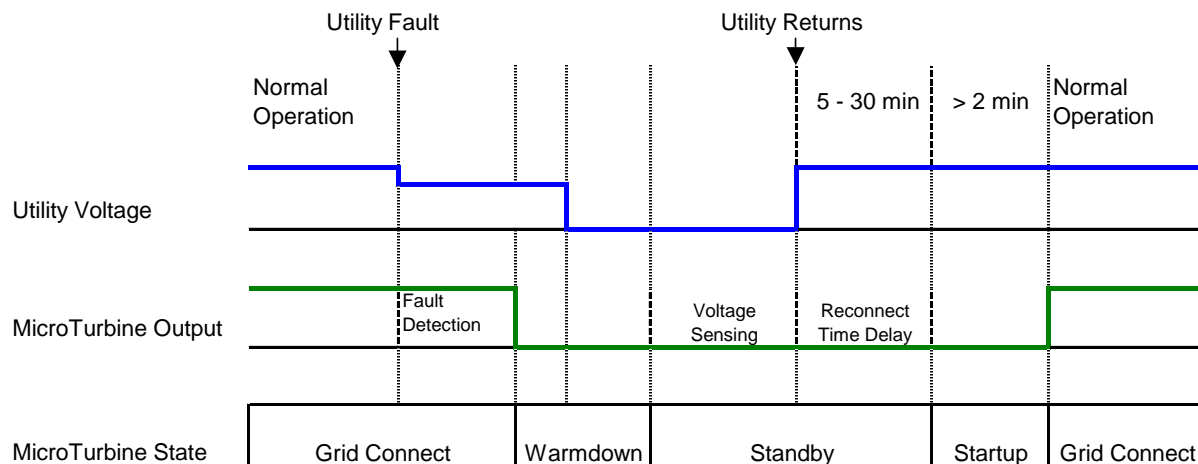 Utility Fault
Utility Returns
Normal
Operation
5 - 30 min
> 2 min
Normal
Operation
Utility Voltage
MicroTurbine Output
Fault
Detection
Voltage
Sensing
Reconnect
Time Delay
MicroTurbine State
Grid Connect
Warmdown
Standby
Startup
Grid Connect